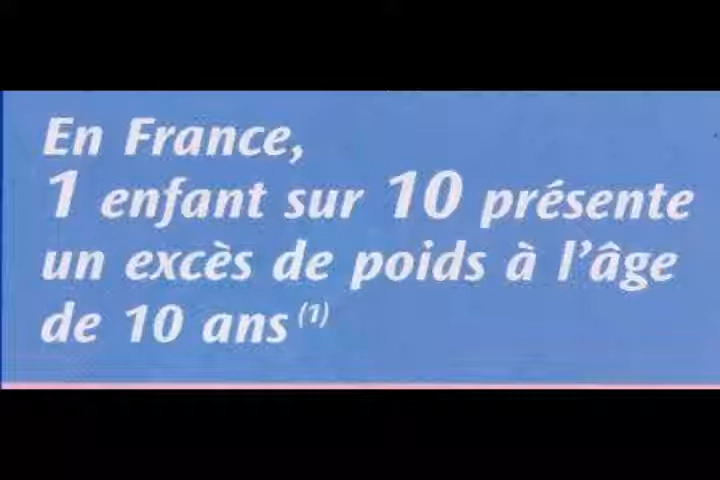 En France,
1 enfant sur 10 présente
un excès de poids à l'âge
de 10 ans (1)